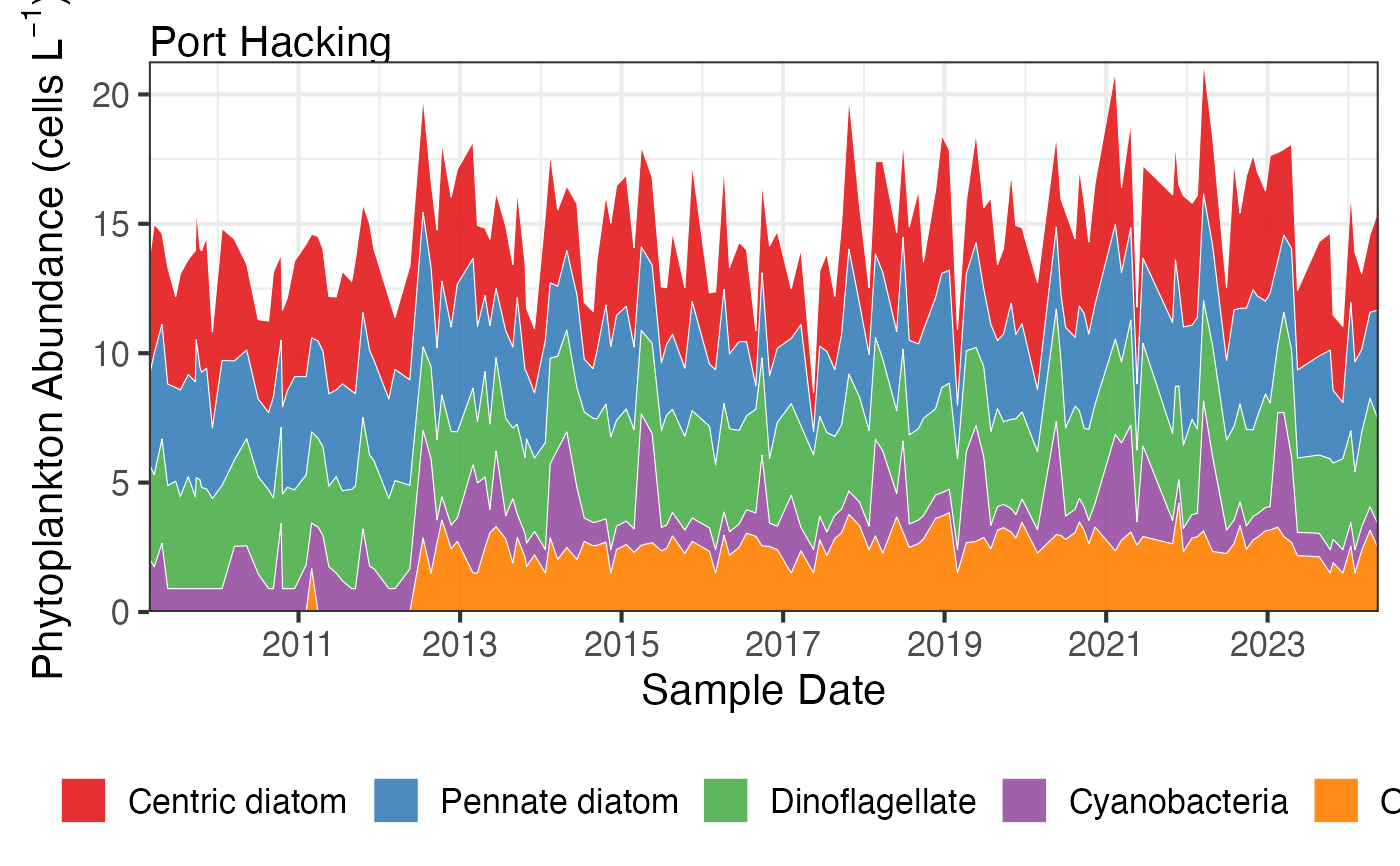 Port Hacking
Phytoplankton Abundance (cells L⁻¹)
20
15
10
5
0
2011 2013 2015 2017 2019 2021 2023
Sample Date
Centric diatom Pennate diatom Dinoflagellate Cyanobacteria